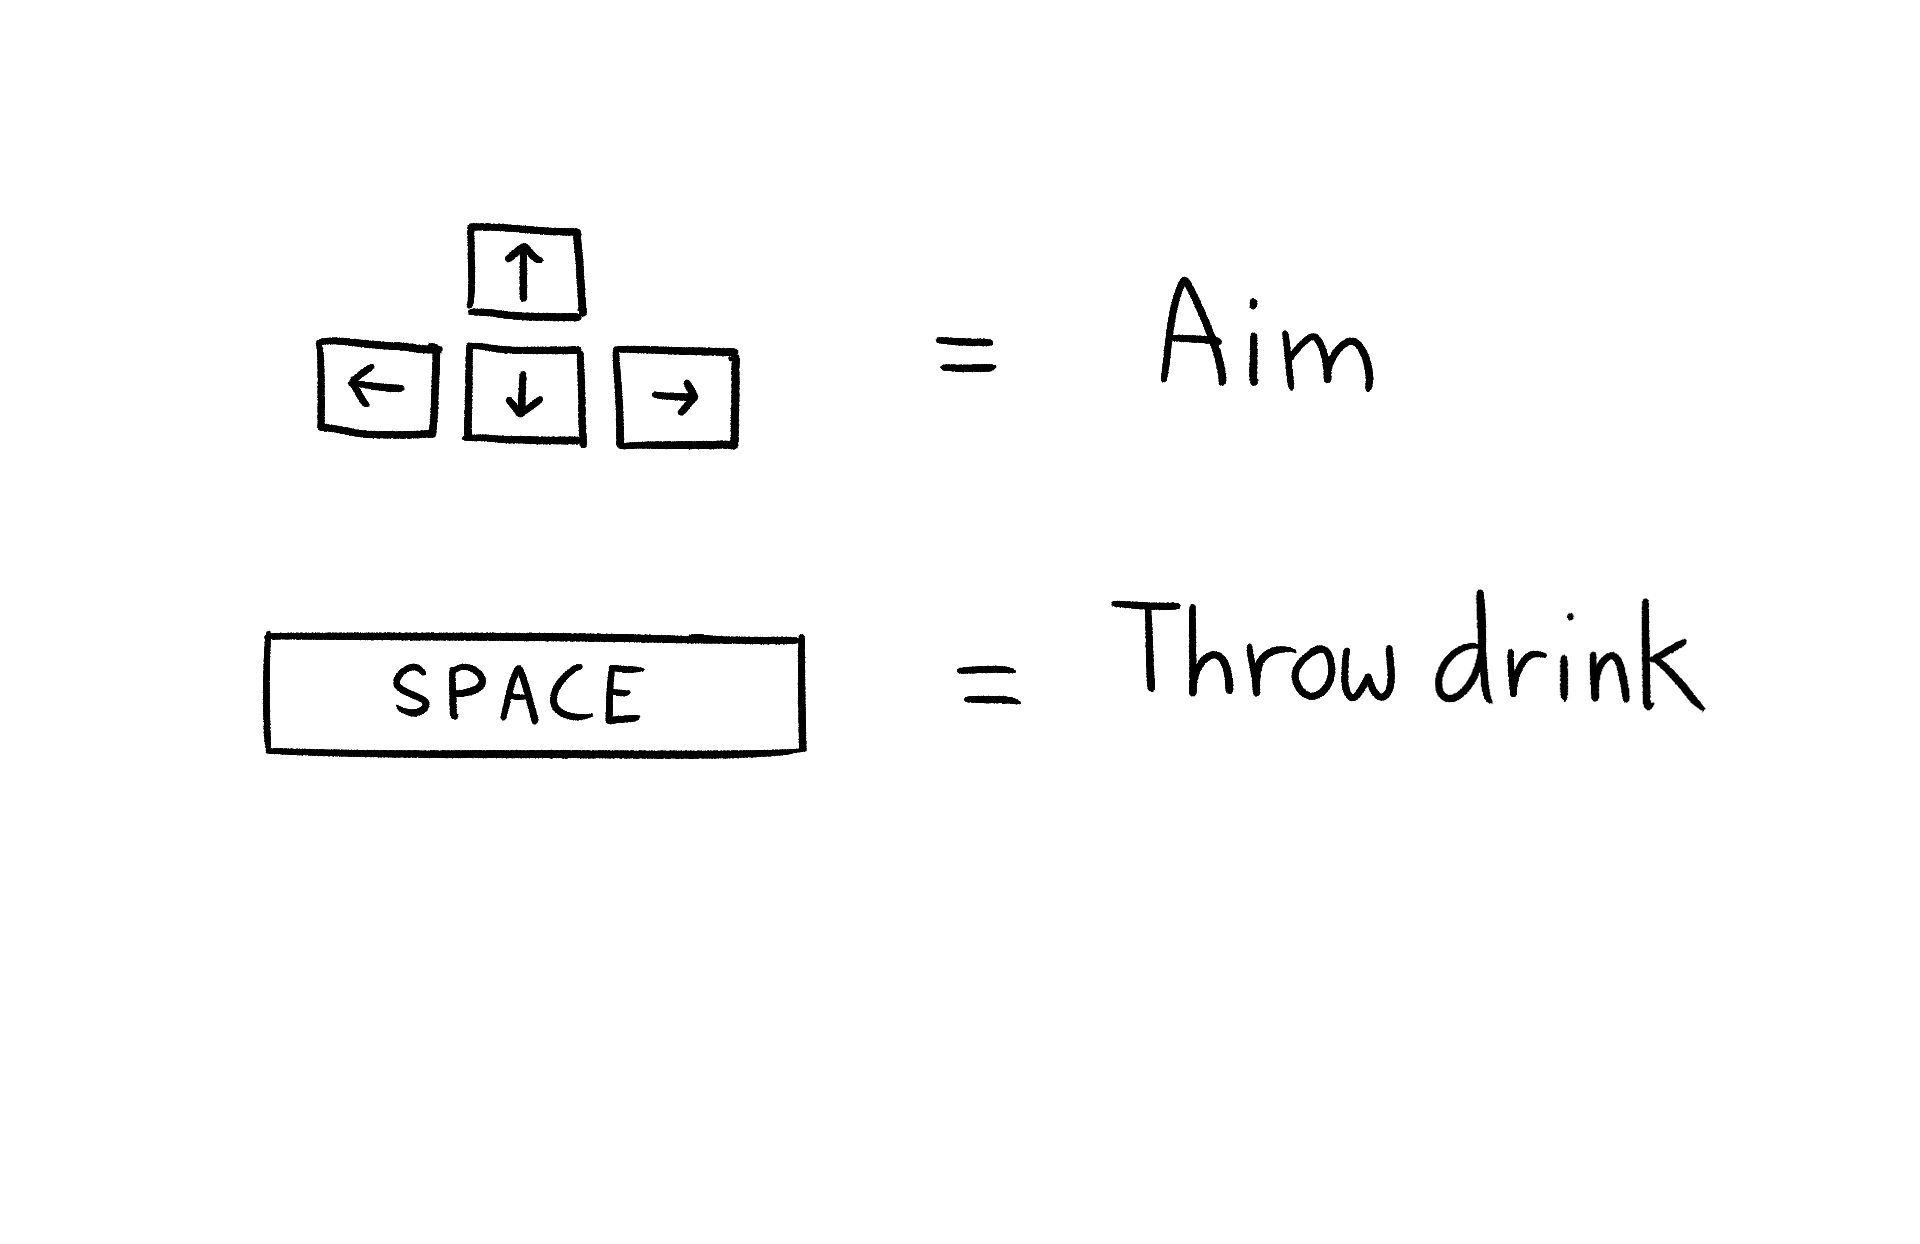 ↑
← ↓ → = Aim
SPACE = Throw drink